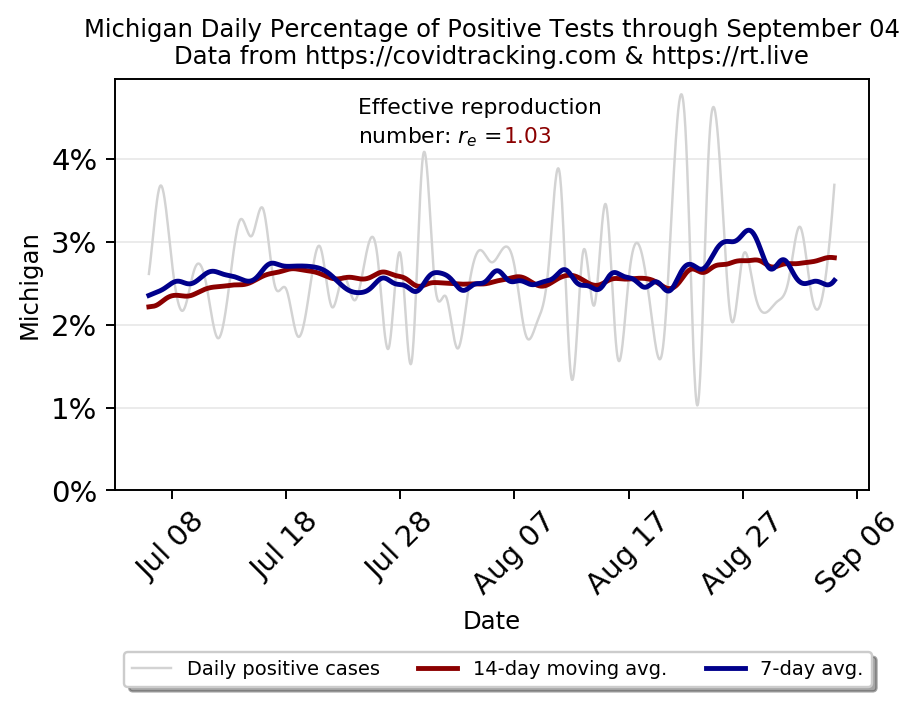 Michigan Daily Percentage of Positive Tests through September 04
Data from https://covidtracking.com & https://rt.live
Effective reproduction
number: rₑ =1.03
4%
3%
2%
1%
0%
Michigan
Jul 08
Jul 18
Jul 28
Aug 07
Aug 17
Aug 27
Sep 06
Date
Daily positive cases
14-day moving avg.
7-day avg.